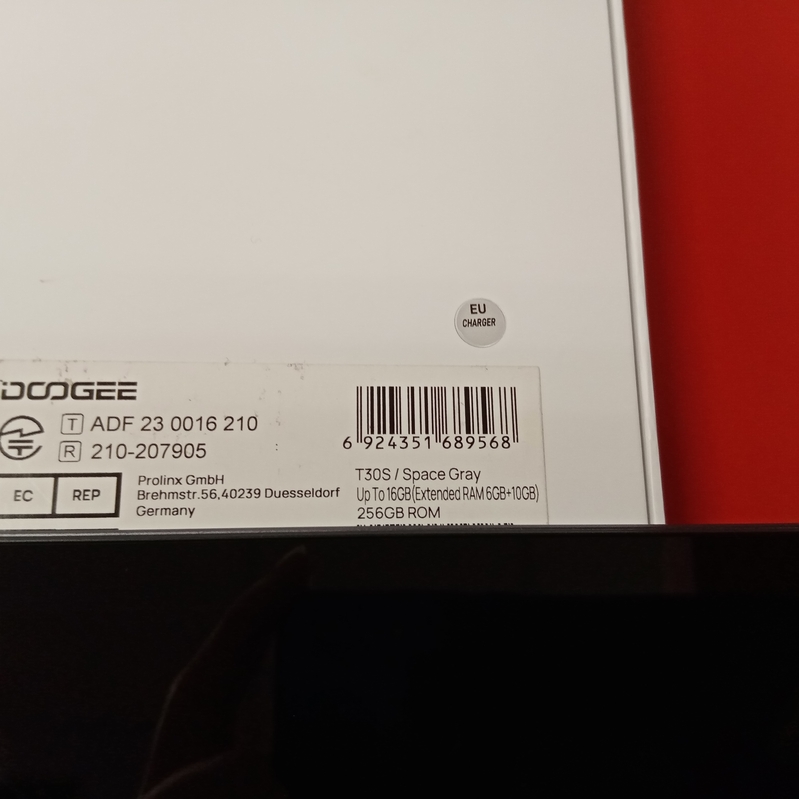 EU
CHARGER
DOOGEE
T ADF 23 0016 210
R 210-207905
6 924351 689568
EC REP
Prolinx GmbH
Brehmstr.56,40239 Duesseldorf
Germany
T30S / Space Gray
Up To 16GB(Extended RAM 6GB+10GB)
256GB ROM